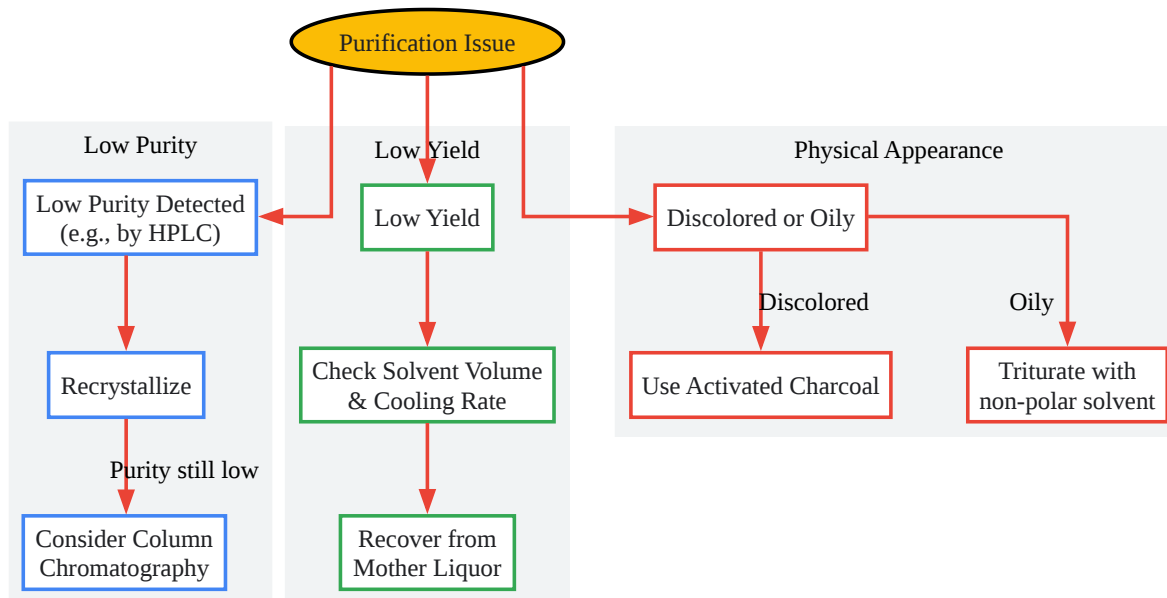 Purification Issue
Low Purity
Low Purity Detected
(e.g., by HPLC)
Recrystallize
Purity still low
Consider Column
Chromatography
Low Yield
Low Yield
Check Solvent Volume
& Cooling Rate
Recover from
Mother Liquor
Physical Appearance
Discolored or Oily
Discolored
Oily
Use Activated Charcoal
Triturate with
non-polar solvent